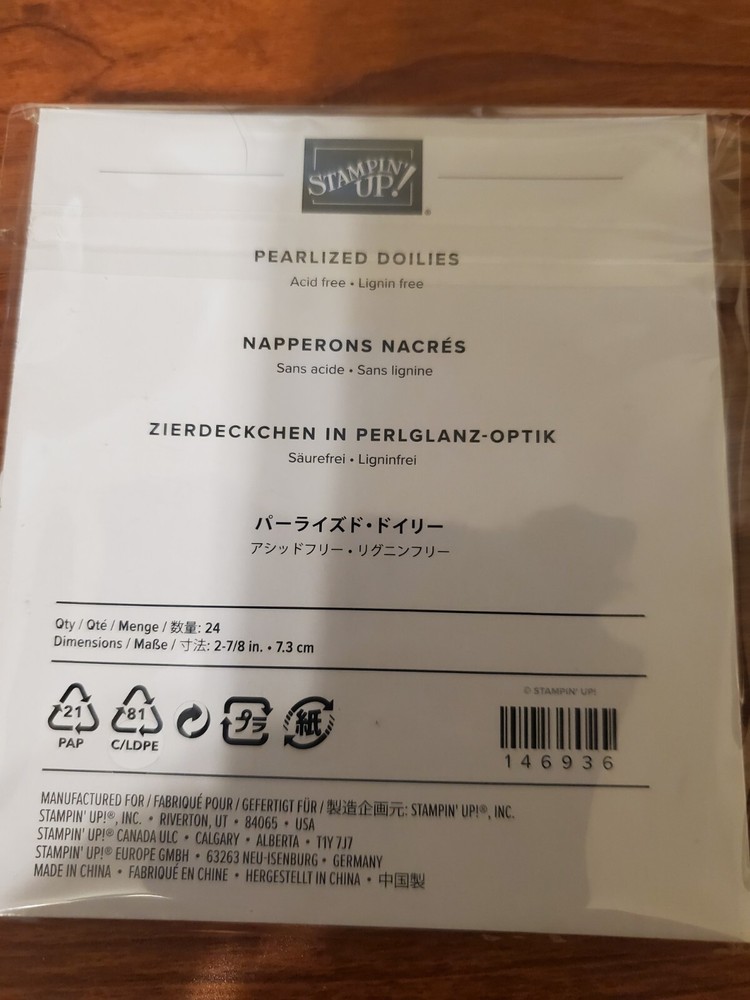 STAMPIN' UP!®
PEARLIZED DOILIES
Acid free • Lignin free
NAPPERONS NACRÉS
Sans acide • Sans lignine
ZIERDECKCHEN IN PERLGLANZ-OPTIK
Säurefrei • Ligninfrei
パーライズド・ドイリー
アシッドフリー・リグニンフリー
Qty / Qté / Menge / 数量: 24
Dimensions / Maße / 寸法: 2-7/8 in. • 7.3 cm
21 81 プラ 紙
PAP C/LDPE
© STAMPIN' UP!
146936
MANUFACTURED FOR / FABRIQUÉ POUR / GEFERTIGT FÜR / 製造企画元: STAMPIN' UP!®, INC.
STAMPIN' UP!®, INC. • RIVERTON, UT • 84065 • USA
STAMPIN' UP!® CANADA ULC • CALGARY • ALBERTA • T1Y 7J7
STAMPIN' UP!® EUROPE GMBH • 63263 NEU-ISENBURG • GERMANY
MADE IN CHINA • FABRIQUÉ EN CHINE • HERGESTELLT IN CHINA • 中国製